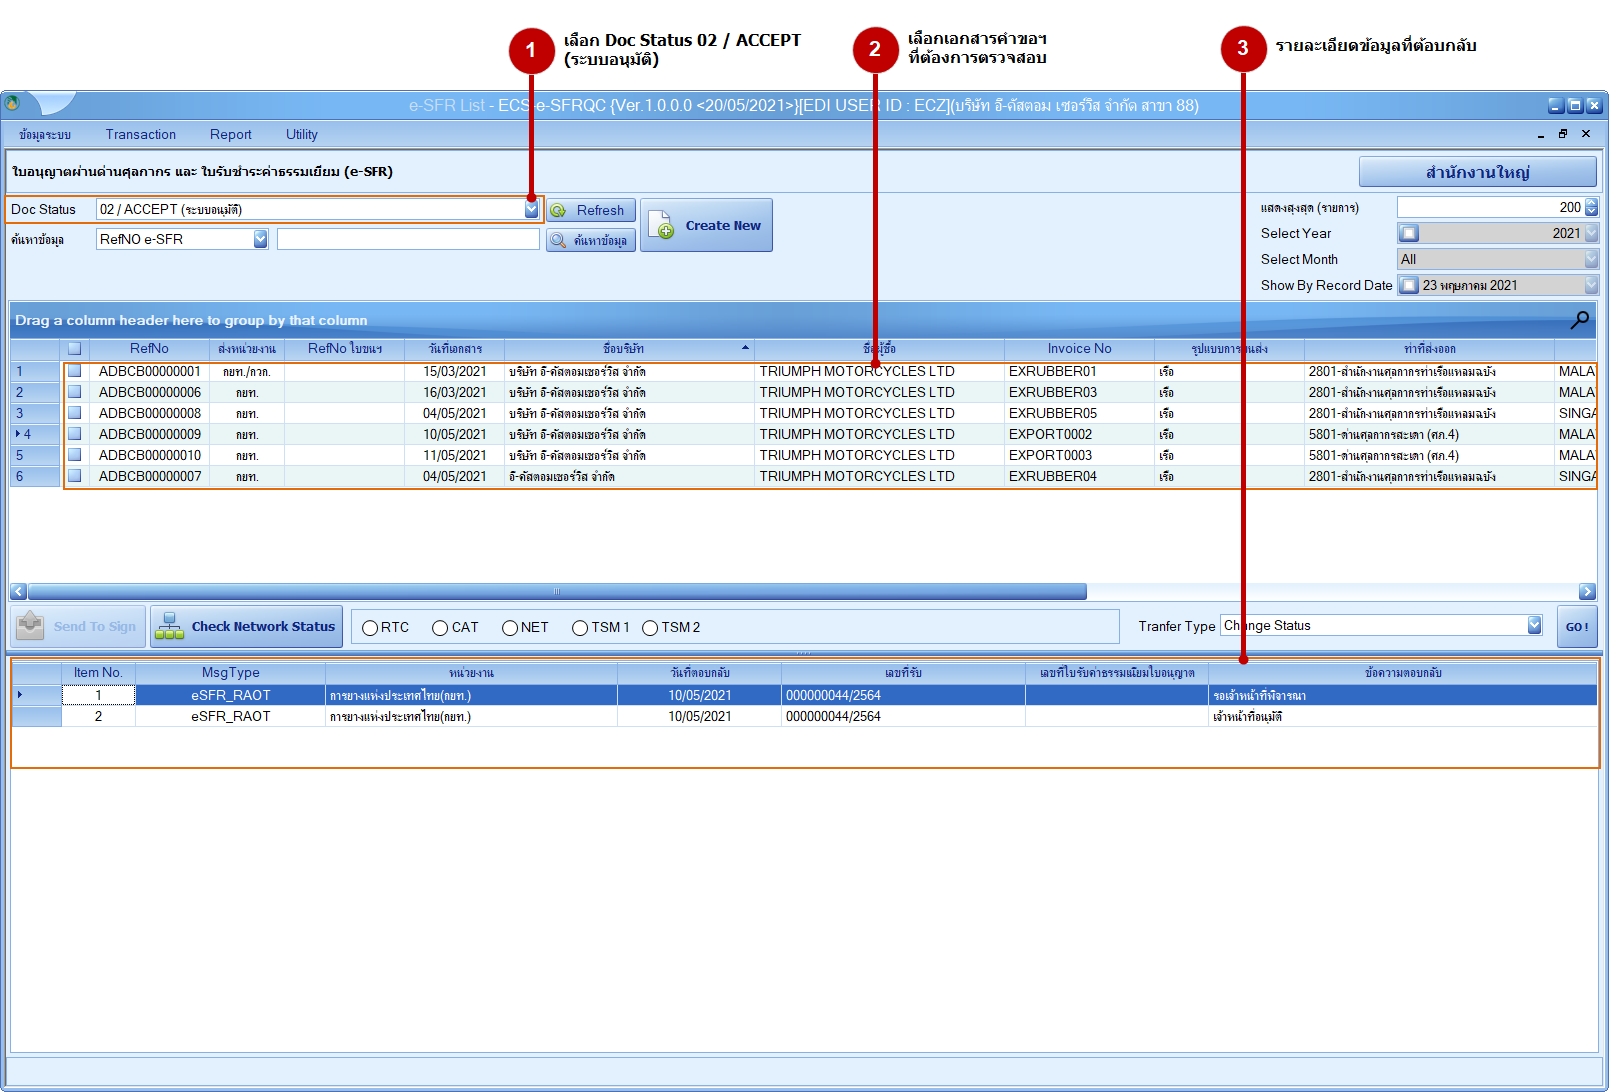 1 เลือก Doc Status 02 / ACCEPT
(ระบบอนุมัติ)
2 เลือกเอกสารคำขอฯ
ที่ต้องการตรวจสอบ
3 รายละเอียดข้อมูลที่ต้อบกลับ
e-SFR List - ECS-e-SFRQC {Ver.1.0.0.0 <20/05/2021>}[EDI USER ID : ECZ](บริษัท อี-คัสตอม เซอร์วิส จำกัด สาขา 88)
ข้อมูลระบบ Transaction Report Utility
ใบอนุญาตผ่านด่านศุลกากร และ ใบรับชำระค่าธรรมเนียม (e-SFR) สำนักงานใหญ่
Doc Status 02 / ACCEPT (ระบบอนุมัติ) Refresh Create New แสดงสูงสุด (รายการ) 200
ค้นหาข้อมูล RefNO e-SFR ค้นหาข้อมูล Select Year 2021
Select Month All
Show By Record Date 23 พฤษภาคม 2021
Drag a column header here to group by that column
RefNo ส่งหน่วยงาน RefNo ใบขนฯ วันที่เอกสาร ชื่อบริษัท ชื่อผู้ซื้อ Invoice No รูปแบบการขนส่ง ท่าที่ส่งออก
1 ADBCB00000001 กยท./กวก. 15/03/2021 บริษัท อี-คัสตอมเซอร์วิส จำกัด TRIUMPH MOTORCYCLES LTD EXRUBBER01 เรือ 2801-สำนักงานศุลกากรท่าเรือแหลมฉบัง MALA
2 ADBCB00000006 กยท. 16/03/2021 บริษัท อี-คัสตอมเซอร์วิส จำกัด TRIUMPH MOTORCYCLES LTD EXRUBBER03 เรือ 2801-สำนักงานศุลกากรท่าเรือแหลมฉบัง MALA
3 ADBCB00000008 กยท. 04/05/2021 บริษัท อี-คัสตอมเซอร์วิส จำกัด TRIUMPH MOTORCYCLES LTD EXRUBBER05 เรือ 2801-สำนักงานศุลกากรท่าเรือแหลมฉบัง SINGA
4 ADBCB00000009 กยท. 10/05/2021 บริษัท อี-คัสตอมเซอร์วิส จำกัด TRIUMPH MOTORCYCLES LTD EXPORT0002 เรือ 5801-ด่านศุลกากรสะเดา (ศภ.4) MALA
5 ADBCB00000010 กยท. 11/05/2021 บริษัท อี-คัสตอมเซอร์วิส จำกัด TRIUMPH MOTORCYCLES LTD EXPORT0003 เรือ 5801-ด่านศุลกากรสะเดา (ศภ.4) MALA
6 ADBCB00000007 กยท. 04/05/2021 อี-คัสตอมเซอร์วิส จำกัด TRIUMPH MOTORCYCLES LTD EXRUBBER04 เรือ 2801-สำนักงานศุลกากรท่าเรือแหลมฉบัง SINGA
Send To Sign Check Network Status RTC CAT NET TSM 1 TSM 2 Tranfer Type Change Status GO !
Item No. MsgType หน่วยงาน วันที่ตอบกลับ เลขที่รับ เลขที่ใบรับค่าธรรมเนียมใบอนุญาต ข้อความตอบกลับ
1 eSFR_RAOT การยางแห่งประเทศไทย(กยท.) 10/05/2021 000000044/2564 รอเจ้าหน้าที่พิจารณา
2 eSFR_RAOT การยางแห่งประเทศไทย(กยท.) 10/05/2021 000000044/2564 เจ้าหน้าที่อนุมัติ